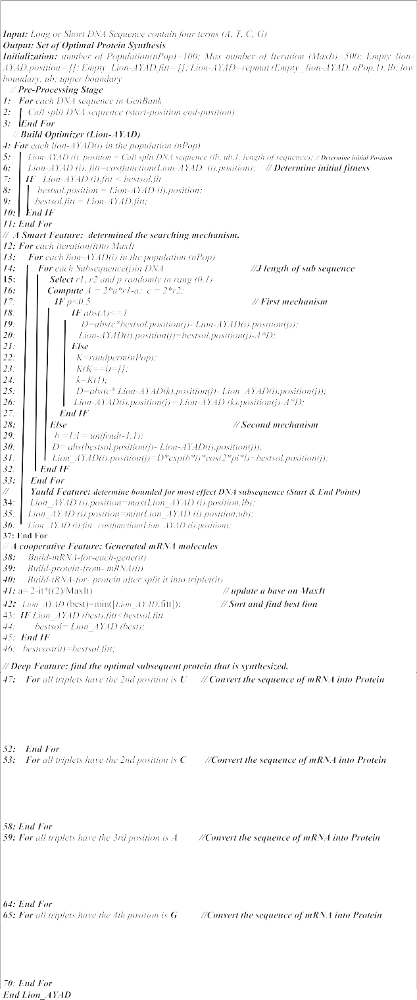 Input: Long or Short DNA Sequence contain four terms (A, T, C, G)
Output: Set of Optimal Protein Synthesis
Initialization: number of Population(nPop)=100; Max number of Iteration (MaxIt)=500; Empty_lion-
AYAD.position= []; Empty_Lion-AYAD.fitt= []; Lion-AYAD=repmat (Empty_ lion-AYAD, nPop,1), lb; low
boundary, ub; upper boundary
// Pre-Processing Stage
1: For each DNA sequence in GenBank
2: Call split DNA sequence (start-position end-position)
3: End For
// Build Optimizer (Lion-AYAD)
4: For each lion-AYAD(i) in the population (nPop)
5: Lion-AYAD (i). position = Call split DNA sequence (lb, ub,1, length of sequence); // Determine initial Position
6: Lion-AYAD (i). fitt=costfunction(Lion-AYAD (i).position); // Determine initial fitness
7: IF Lion-AYAD (i).fitt < bestsol.fit
8: bestsol.position = Lion-AYAD (i).position;
9: bestsol.fitt = Lion-AYAD.fitt;
10: End IF
11: End For
// A Smart Feature: determined the searching mechanism.
12: For each iteration(it)to MaxIt
13: For each lion-AYAD(i) in the population (nPop)
14: For each Subsequence(j)in DNA //J length of sub sequence
15: Select r1, r2 and p randomly in rang (0,1)
16: Compute A = 2*a*r1-a; c = 2*r2;
17: IF p<0.5 // First mechanism
18: IF abs(A)<=1
19: D=abs(c*bestsol.position(j)- Lion-AYAD(i).position(j));
20: Lion-AYAD(i).position(j)=bestsol.position(j)-A*D;
21: Else
22: K=randperm(nPop);
23: K(K==i)=[];
24: k=K(1);
25: D=abs(c* Lion-AYAD(k).position(j)- Lion_AYAD(i).position(j));
26: Lion-AYAD(i).position(j)= Lion-AYAD (k).position(j)-A*D;
27: End IF
28: Else // Second mechanism
29: b =1;l = unifrnd(-1,1);
30: D= abs(bestsol.position(j)- Lion-AYAD(i).position(j));
31: Lion_AYAD(i).position(j)=D*exp(b*l)*cos(2*pi*l)+bestsol.position(j);
32: End IF
33: End For
// Yauld Feature: determine bounded for most effect DNA subsequence (Start & End Points)
34: Lion_AYAD (i).position=max(Lion_AYAD (i).position,lb);
35: Lion_AYAD (i).position=min(Lion_AYAD (i).position,ub);
36: Lion_AYAD (i).fitt=costfunction(Lion_AYAD (i).position);
37: End For
// A cooperative Feature: Generated mRNA molecules
38: Build-mRNA-for-each-gene(it)
39: Build-protein-from- mRNA(it)
40: Build-tRNA-for- protein after split it into triplet(it)
41: a= 2-it*((2)/MaxIt) // update a base on MaxIt
42: Lion_AYAD (best)=min([Lion_AYAD.fitt]); // Sort and find best lion
43: IF Lion_AYAD (best).fitt<bestsol.fitt
44: bestsol= Lion_AYAD (best);
45: End IF
46: bestcost(it)=bestsol.fitt;
// Deep Feature: find the optimal subsequent protein that is synthesized.
47: For all triplets have the 2nd position is U // Convert the sequence of mRNA into Protein
52: End For
53: For all triplets have the 2nd position is C //Convert the sequence of mRNA into Protein
58: End For
59: For all triplets have the 3rd position is A //Convert the sequence of mRNA into Protein
64: End For
65: For all triplets have the 4th position is G //Convert the sequence of mRNA into Protein
70: End For
End Lion_AYAD